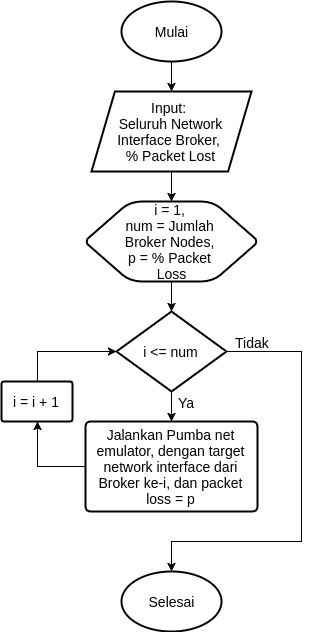 Mulai
Input:
Seluruh Network
Interface Broker,
% Packet Lost
i = 1,
num = Jumlah
Broker Nodes,
p = % Packet
Loss
i <= num
Tidak
i = i + 1
Ya
Jalankan Pumba net
emulator, dengan target
network interface dari
Broker ke-i, dan packet
loss = p
Selesai